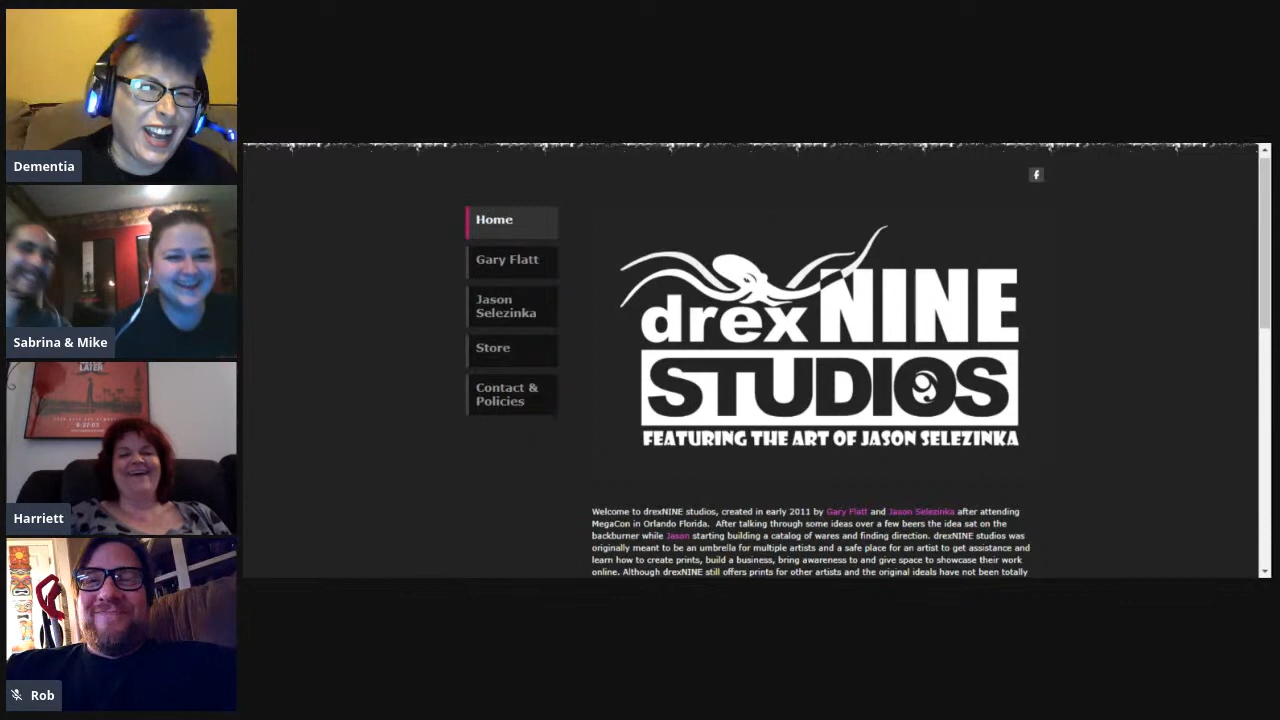 Dementia
Sabrina & Mike
LATER
6.27.03
Harriett
Rob
Home
Gary Flatt
Jason
Selezinka
Store
Contact &
Policies
drexNINE
STUDIOS
FEATURING THE ART OF JASON SELEZINKA
Welcome to drexNINE studios, created in early 2011 by Gary Flatt and Jason Selezinka after attending
MegaCon in Orlando Florida. After talking through some ideas over a few beers the idea sat on the
backburner while Jason starting building a catalog of wares and finding direction. drexNINE studios was
originally meant to be an umbrella for multiple artists and a safe place for an artist to get assistance and
learn how to create prints, build a business, bring awareness to and give space to showcase their work
online. Although drexNINE still offers prints for other artists and the original ideals have not been totally